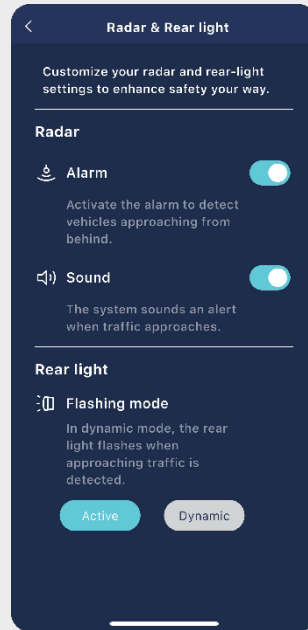 Radar & Rear light
Customize your radar and rear-light
settings to enhance safety your way.
Radar
Alarm
Activate the alarm to detect
vehicles approaching from
behind.
Sound
The system sounds an alert
when traffic approaches.
Rear light
Flashing mode
In dynamic mode, the rear
light flashes when
approaching traffic is
detected.
Active
Dynamic